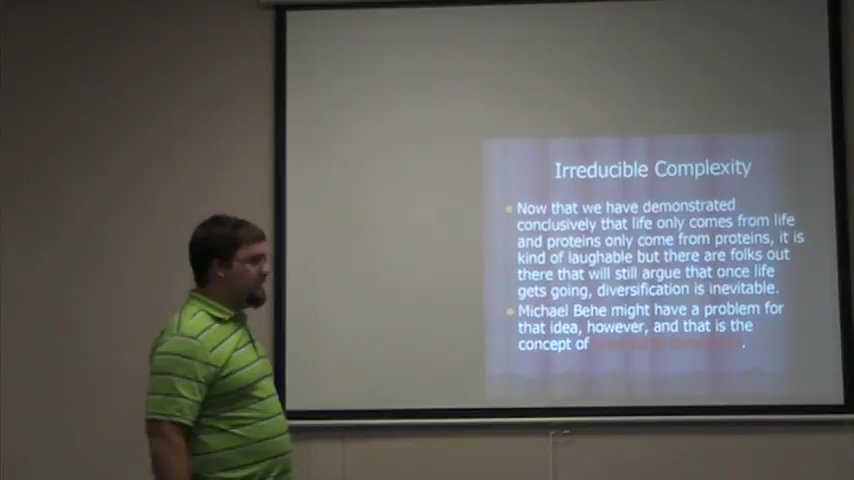 Irreducible Complexity
Now that we have demonstrated
conclusively that life only comes from life
and proteins only come from proteins, it is
kind of laughable but there are folks out
there that will still argue that once life
gets going, diversification is inevitable.
Michael Behe might have a problem for
that idea, however, and that is the
concept of